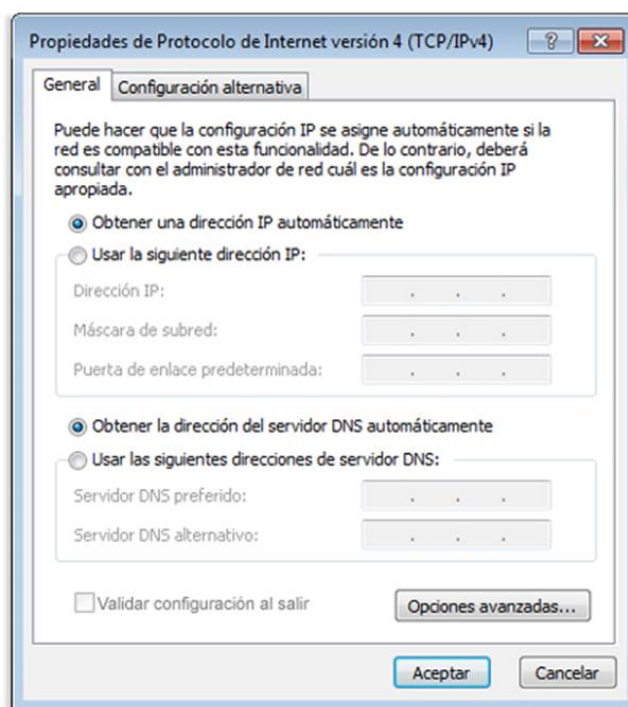 Propiedades de Protocolo de Internet versión 4 (TCP/IPv4)
General
Configuración alternativa
Puede hacer que la configuración IP se asigne automáticamente si la
red es compatible con esta funcionalidad. De lo contrario, deberá
consultar con el administrador de red cuál es la configuración IP
apropiada.
Obtener una dirección IP automáticamente
Usar la siguiente dirección IP:
Dirección IP:
Máscara de subred:
Puerta de enlace predeterminada:
Obtener la dirección del servidor DNS automáticamente
Usar las siguientes direcciones de servidor DNS:
Servidor DNS preferido:
Servidor DNS alternativo:
Validar configuración al salir
Opciones avanzadas...
Aceptar
Cancelar